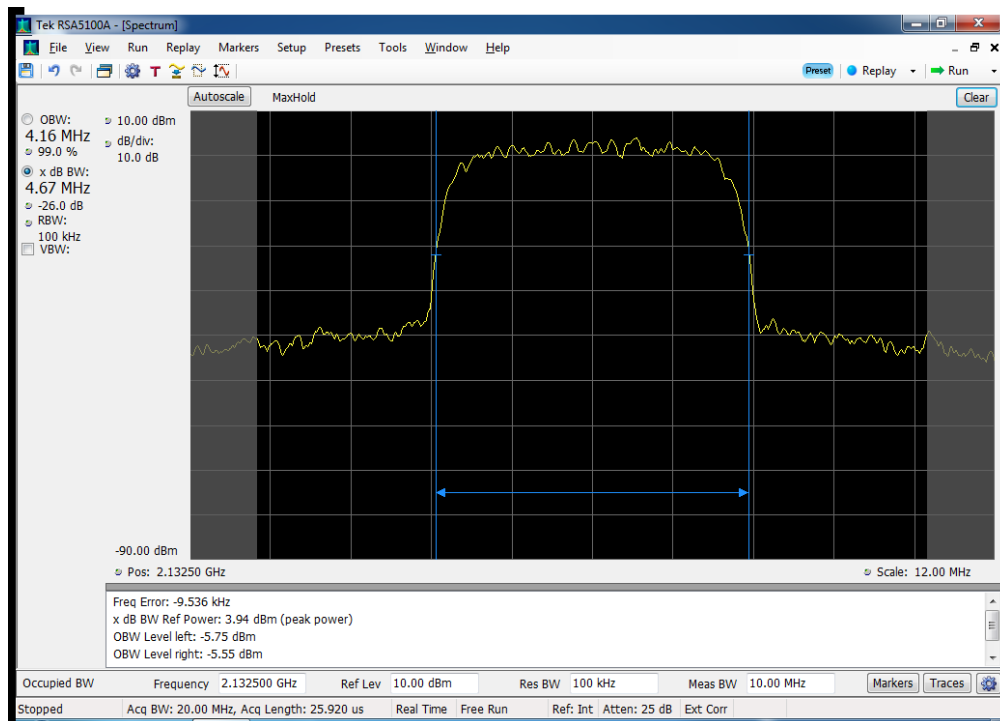 Tek RSA5100A - [Spectrum]
File View Run Replay Markers Setup Presets Tools Window Help
T Preset Replay Run
Autoscale MaxHold Clear
OBW:
4.16 MHz
99.0 %
x dB BW:
4.67 MHz
-26.0 dB
RBW:
100 kHz
VBW:
10.00 dBm
dB/div:
10.0 dB
-90.00 dBm
Pos: 2.13250 GHz Scale: 12.00 MHz
Freq Error: -9.536 kHz
x dB BW Ref Power: 3.94 dBm (peak power)
OBW Level left: -5.75 dBm
OBW Level right: -5.55 dBm
Occupied BW Frequency 2.132500 GHz Ref Lev 10.00 dBm Res BW 100 kHz Meas BW 10.00 MHz Markers Traces
Stopped Acq BW: 20.00 MHz, Acq Length: 25.920 us Real Time Free Run Ref: Int Atten: 25 dB Ext Corr